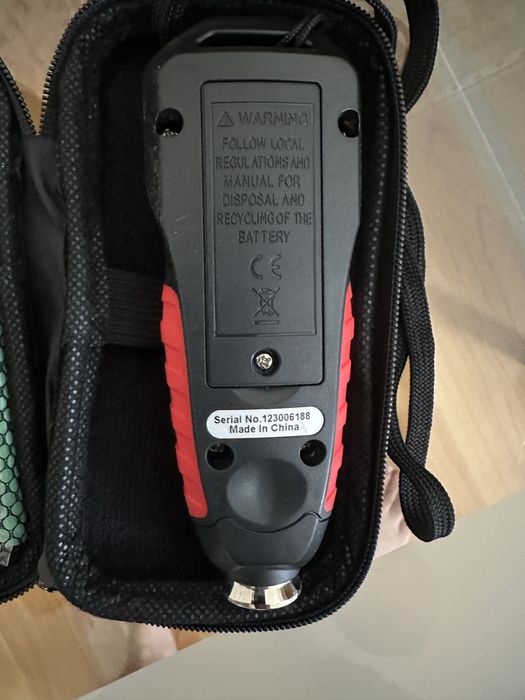 WARNING
FOLLOW LOCAL
REGULATIONS AND
MANUAL FOR
DISPOSAL AND
RECYCLING OF THE
BATTERY
CE
Serial No.123006188
Made In China